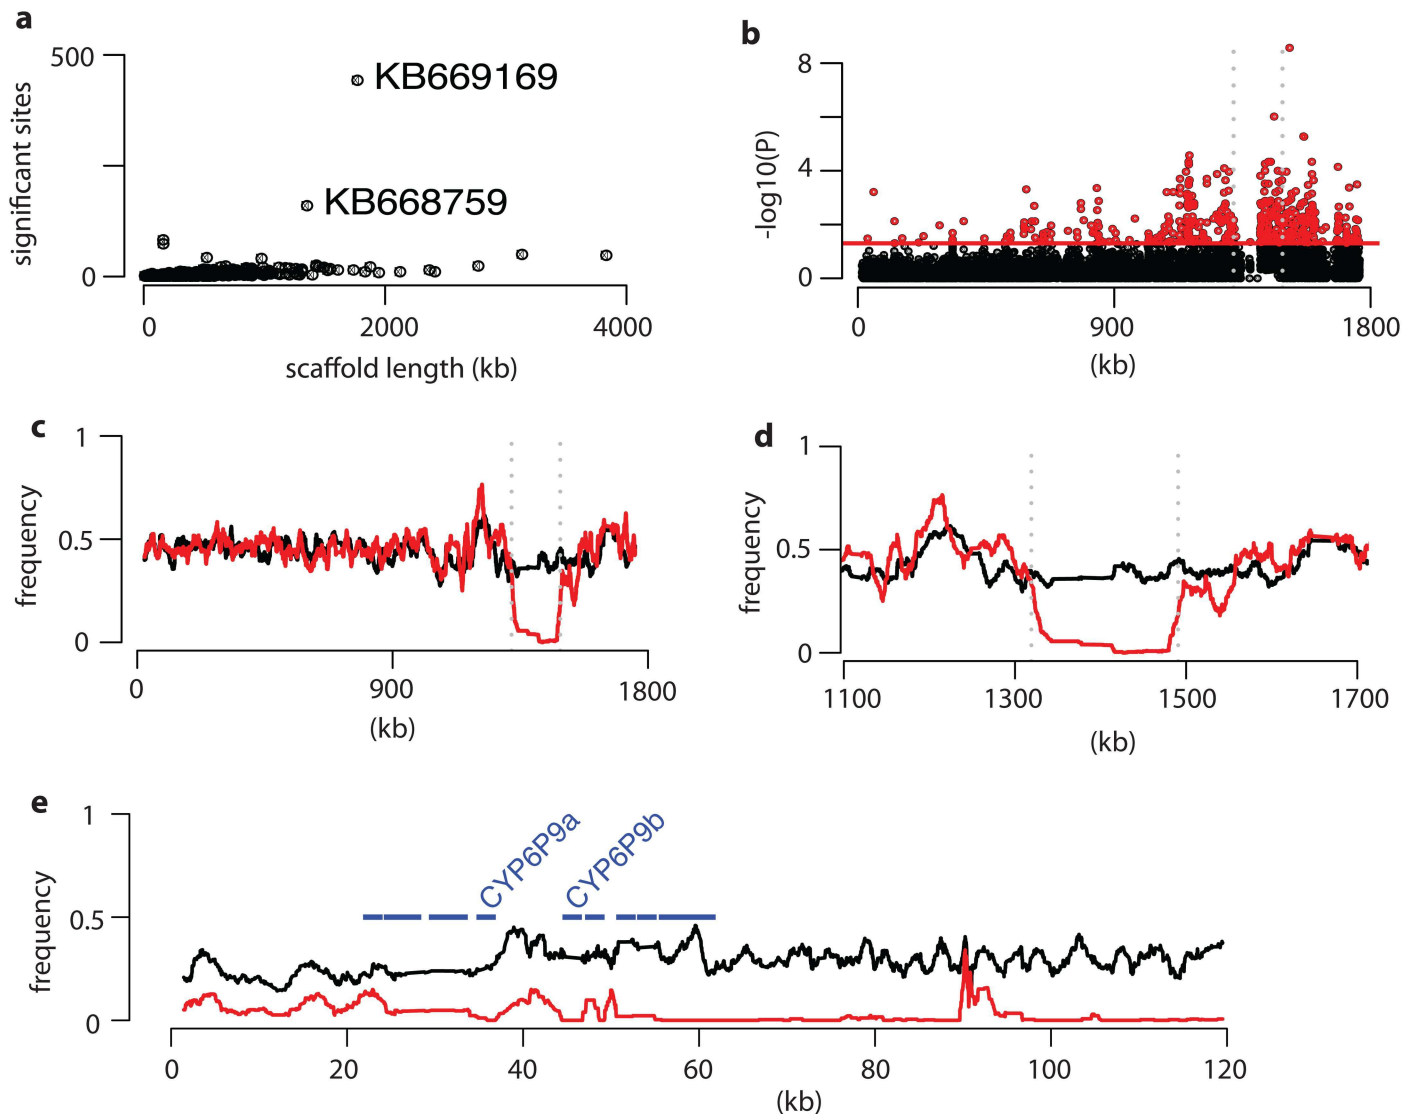 a
500
0
significant sites
KB669169
KB668759
0 2000 4000
scaffold length (kb)
b
8
4
0
-log10(P)
0 900 1800
(kb)
c
1
0.5
0
frequency
0 900 1800
(kb)
d
1
0.5
0
frequency
1100 1300 1500 1700
(kb)
e
1
0.5
0
frequency
CYP6P9a
CYP6P9b
0 20 40 60 80 100 120
(kb)